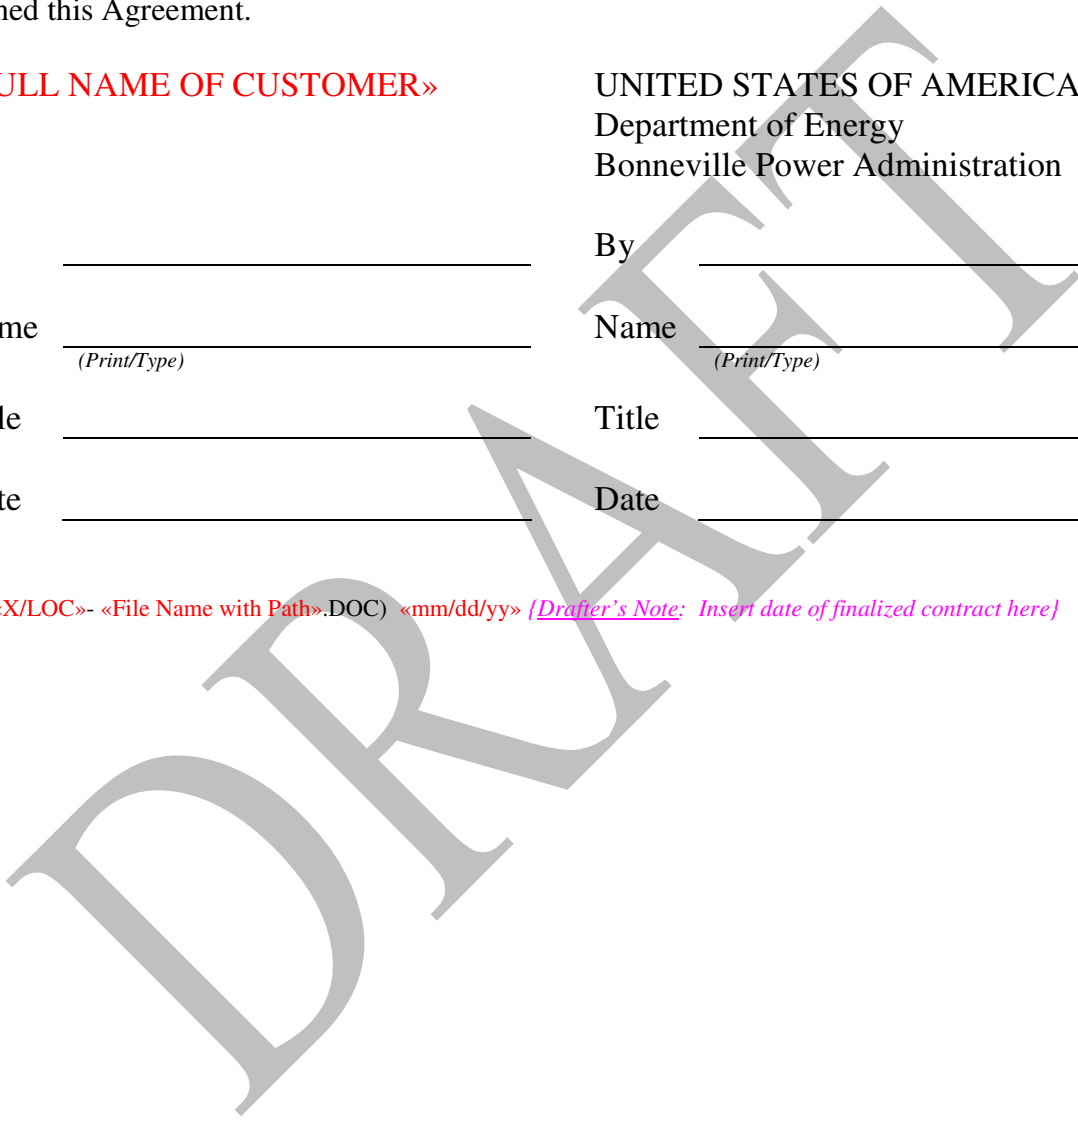 ned this Agreement.
ULL NAME OF CUSTOMER»
UNITED STATES OF AMERICA
Department of Energy
Bonneville Power Administration
By
me
Name
(Print/Type)
(Print/Type)
le
Title
te
Date
«X/LOC»- «File Name with Path».DOC) «mm/dd/yy» {Drafter's Note: Insert date of finalized contract here}
DRAFT